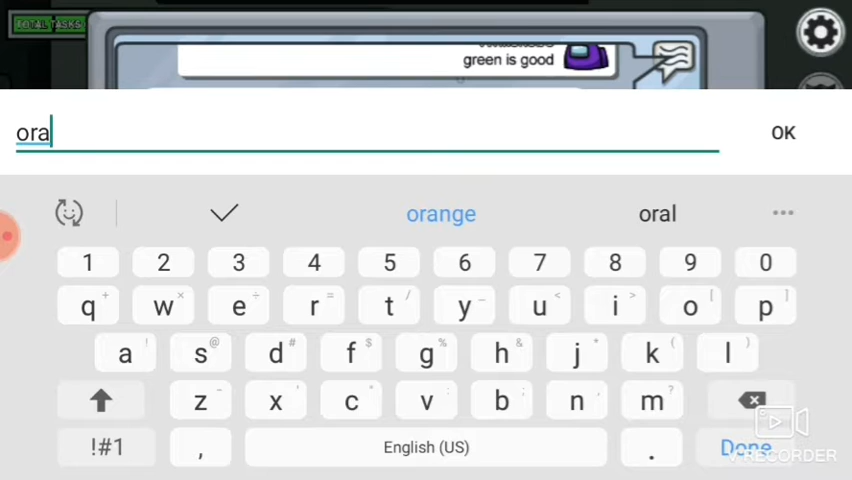 TOTAL TASKS
green is good
ora
OK
orange
oral
1 2 3 4 5 6 7 8 9 0
q + w × e ÷ r = t / y _ u < i > o [ p ]
a ! s @ d # f $ g % h & j * k ( l )
z - x ' c " v : b ; n , m ?
!#1 , English (US) . Done
V RECORDER